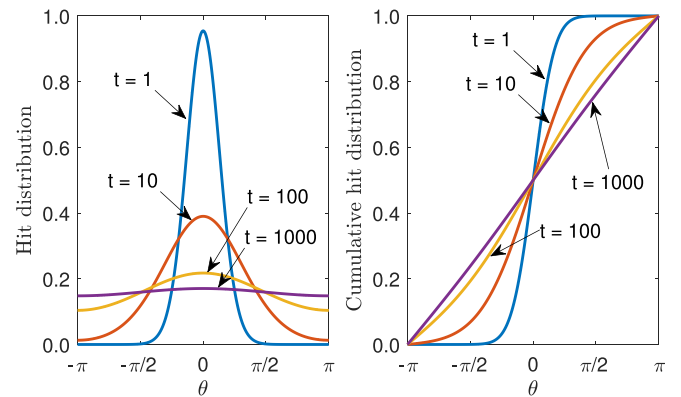 Hit distribution
1.0
0.8
0.6
0.4
0.2
0
-π
-π/2
0
π/2
π
θ
t = 1
t = 10
t = 100
t = 1000
Cumulative hit distribution
1.0
0.8
0.6
0.4
0.2
0.0
-π
-π/2
0
π/2
π
θ
t = 1
t = 10
t = 1000
t = 100